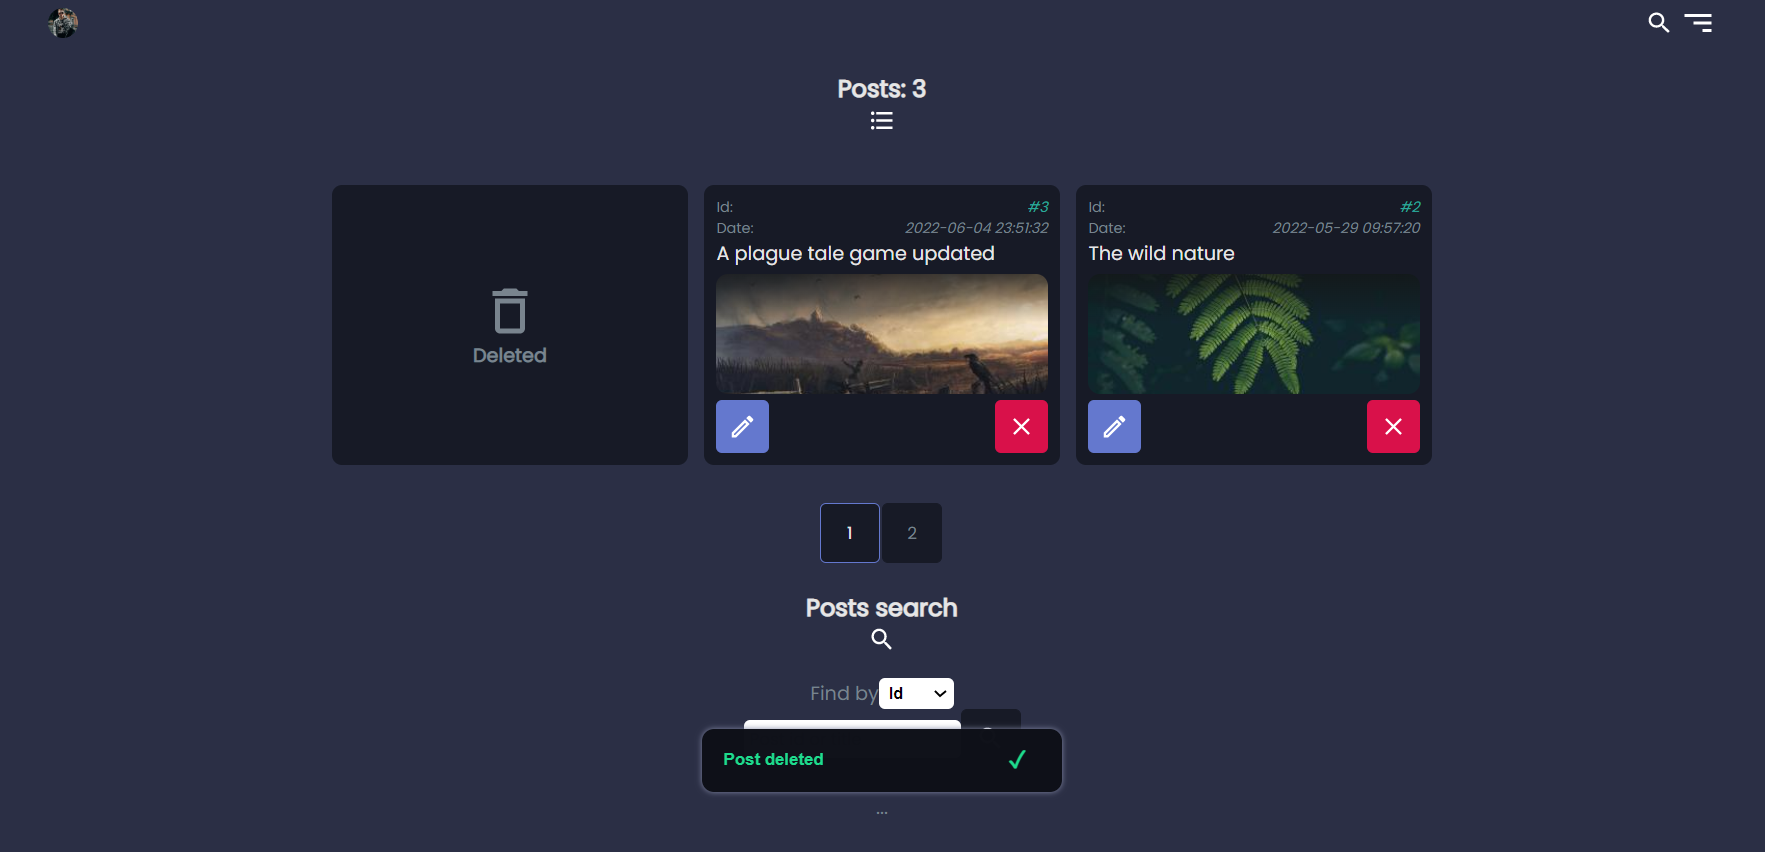 Posts: 3
Deleted
Id: #3
Date: 2022-06-04 23:51:32
A plague tale game updated
Id: #2
Date: 2022-05-29 09:57:20
The wild nature
1 2
Posts search
Find by Id
Post deleted
...